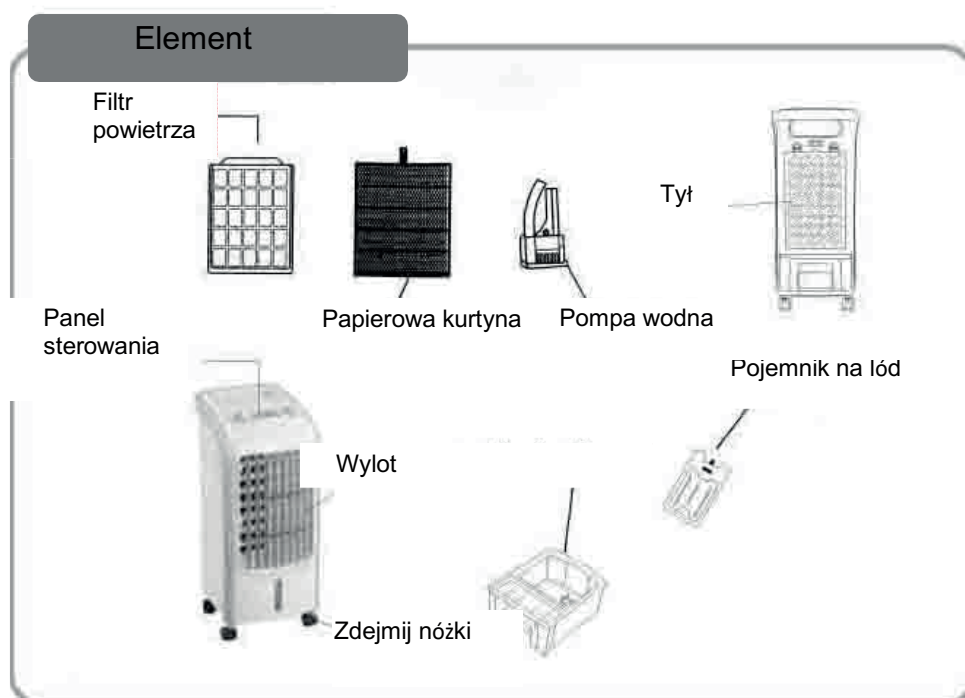 Element
Filtr
powietrza
Tył
Panel
sterowania
Papierowa kurtyna
Pompa wodna
Pojemnik na lód
Wylot
Zdejmij nóżki